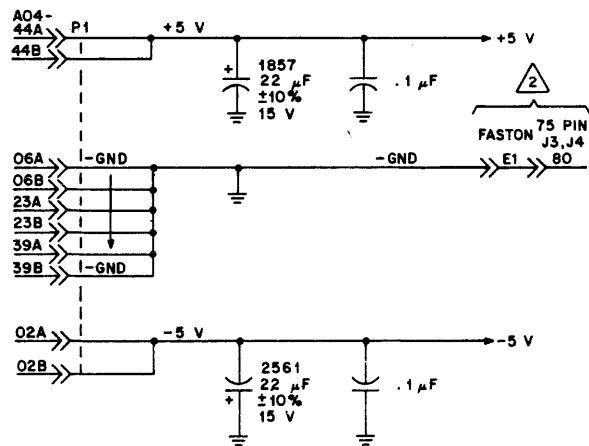 A04-
44A P1 +5 V +5 V
44B
+ 1857
22 µF
±10%
15 V
.1 µF
2
FASTON 75 PIN
J3,J4
06A -GND -GND E1 80
06B
23A
23B
39A
39B -GND
02A -5 V -5 V
02B
2561
22 µF
+ ±10%
15 V
.1 µF